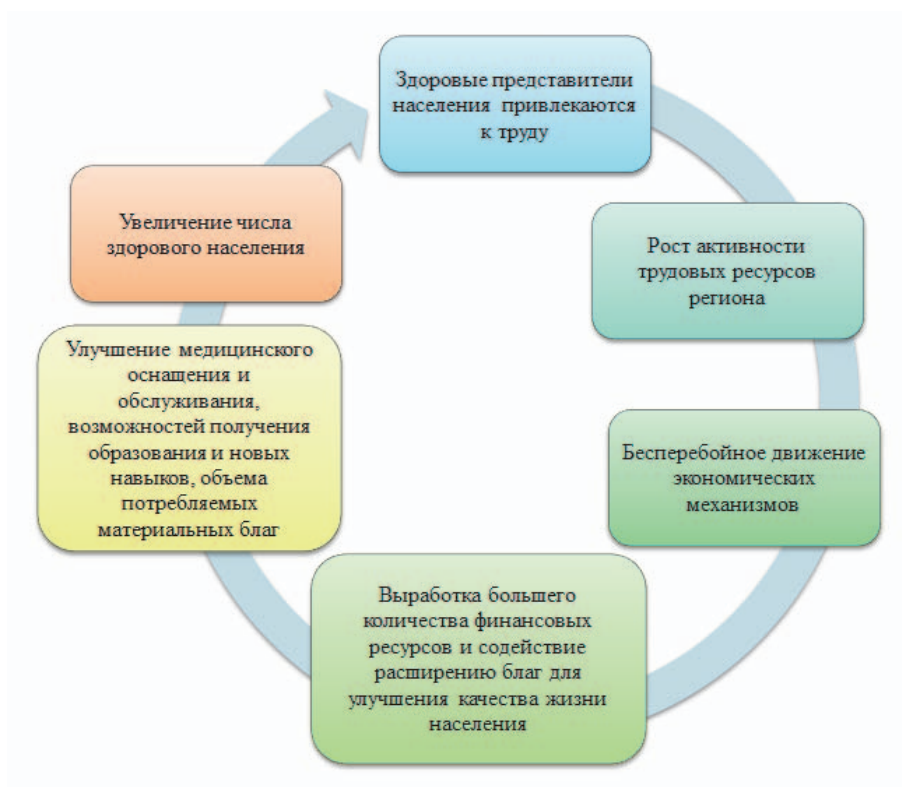 Здоровые представители
населения привлекаются
к труду
Рост активности
трудовых ресурсов
региона
Бесперебойное движение
экономических
механизмов
Выработка большего
количества финансовых
ресурсов и содействие
расширению благ для
улучшения качества жизни
населения
Улучшение медицинского
оснащения и
обслуживания,
возможностей получения
образования и новых
навыков, объема
потребляемых
материальных благ
Увеличение числа
здорового населения